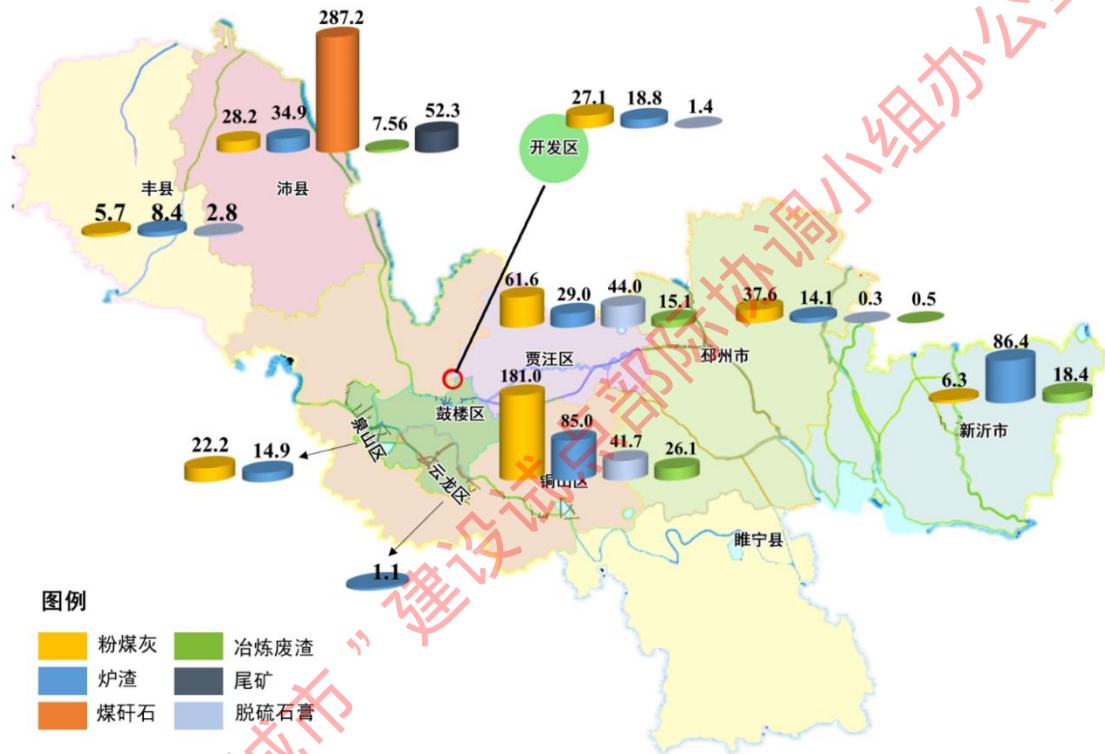 287.2
28.2 34.9 7.56 52.3
27.1 18.8 1.4
开发区
丰县 沛县
5.7 8.4 2.8
61.6 29.0 44.0 15.1
37.6 14.1 0.3 0.5
贾汪区 邳州市
86.4
6.3 18.4
新沂市
181.0
鼓楼区
泉山区
85.0 41.7 26.1
22.2 14.9
云龙区
铜山区
区
睢宁县
1.1
图例
粉煤灰 冶炼废渣
炉渣 尾矿
煤矸石 脱硫石膏
城市”建设试点部际协调小组办公室